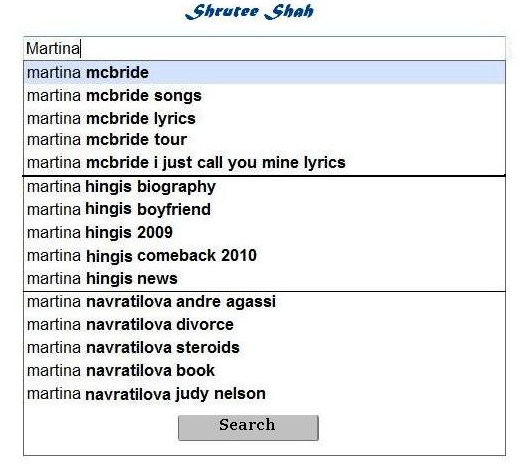 Shrutee Shah
Martina
martina mcbride
martina mcbride songs
martina mcbride lyrics
martina mcbride tour
martina mcbride i just call you mine lyrics
martina hingis biography
martina hingis boyfriend
martina hingis 2009
martina hingis comeback 2010
martina hingis news
martina navratilova andre agassi
martina navratilova divorce
martina navratilova steroids
martina navratilova book
martina navratilova judy nelson
Search